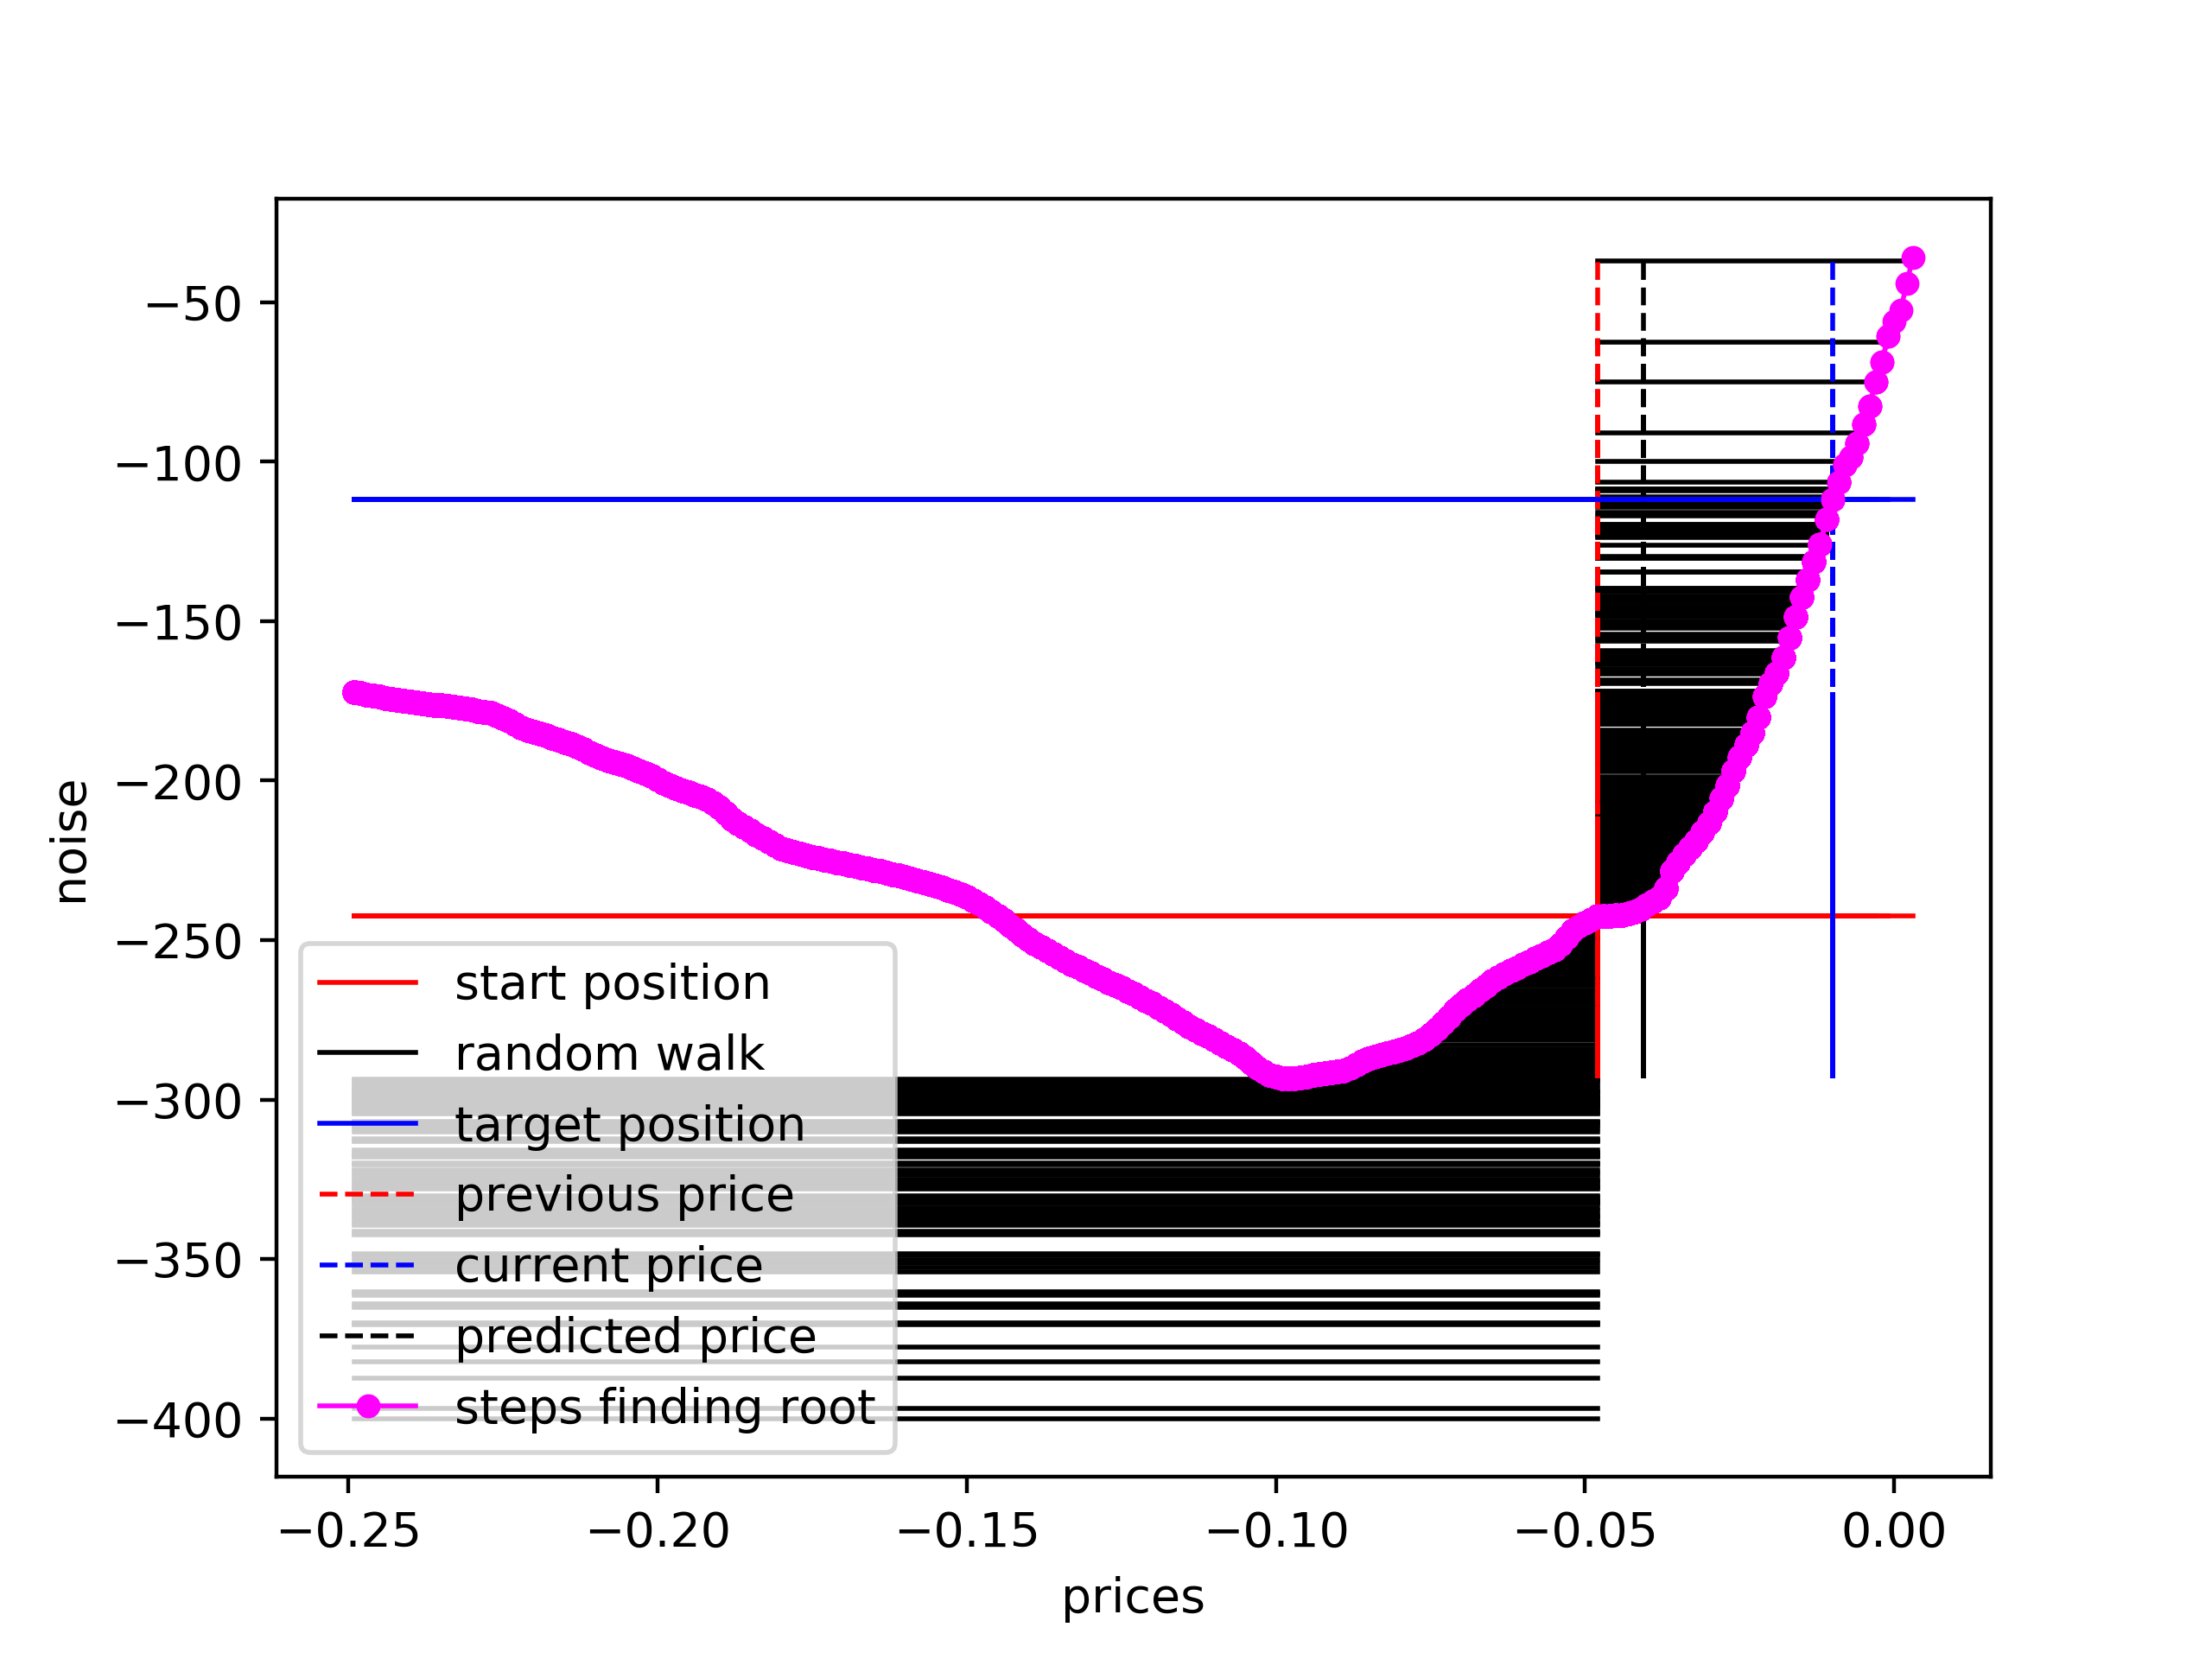 −50
−100
−150
−200
−250
−300
−350
−400
noise
start position
random walk
target position
previous price
current price
predicted price
steps finding root
−0.25
−0.20
−0.15
−0.10
−0.05
0.00
prices